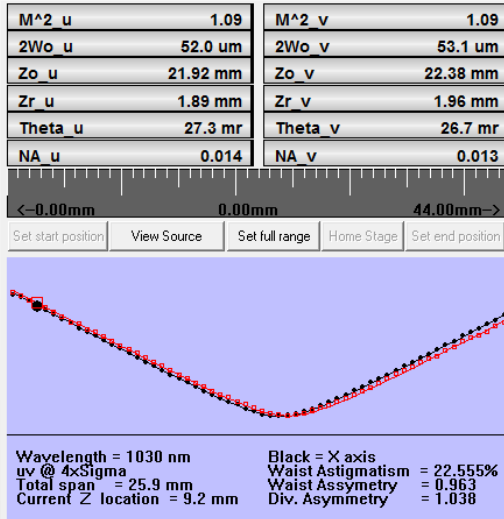 M^2_u 1.09 M^2_v 1.09
2Wo_u 52.0 um 2Wo_v 53.1 um
Zo_u 21.92 mm Zo_v 22.38 mm
Zr_u 1.89 mm Zr_v 1.96 mm
Theta_u 27.3 mr Theta_v 26.7 mr
NA_u 0.014 NA_v 0.013
<-0.00mm 0.00mm 44.00mm->
Set start position View Source Set full range Home Stage Set end position
Wavelength = 1030 nm
uv @ 4xSigma
Total span = 25.9 mm
Current Z location = 9.2 mm
Black = X axis
Waist Astigmatism = 22.555%
Waist Assymetry = 0.963
Div. Asymmetry = 1.038